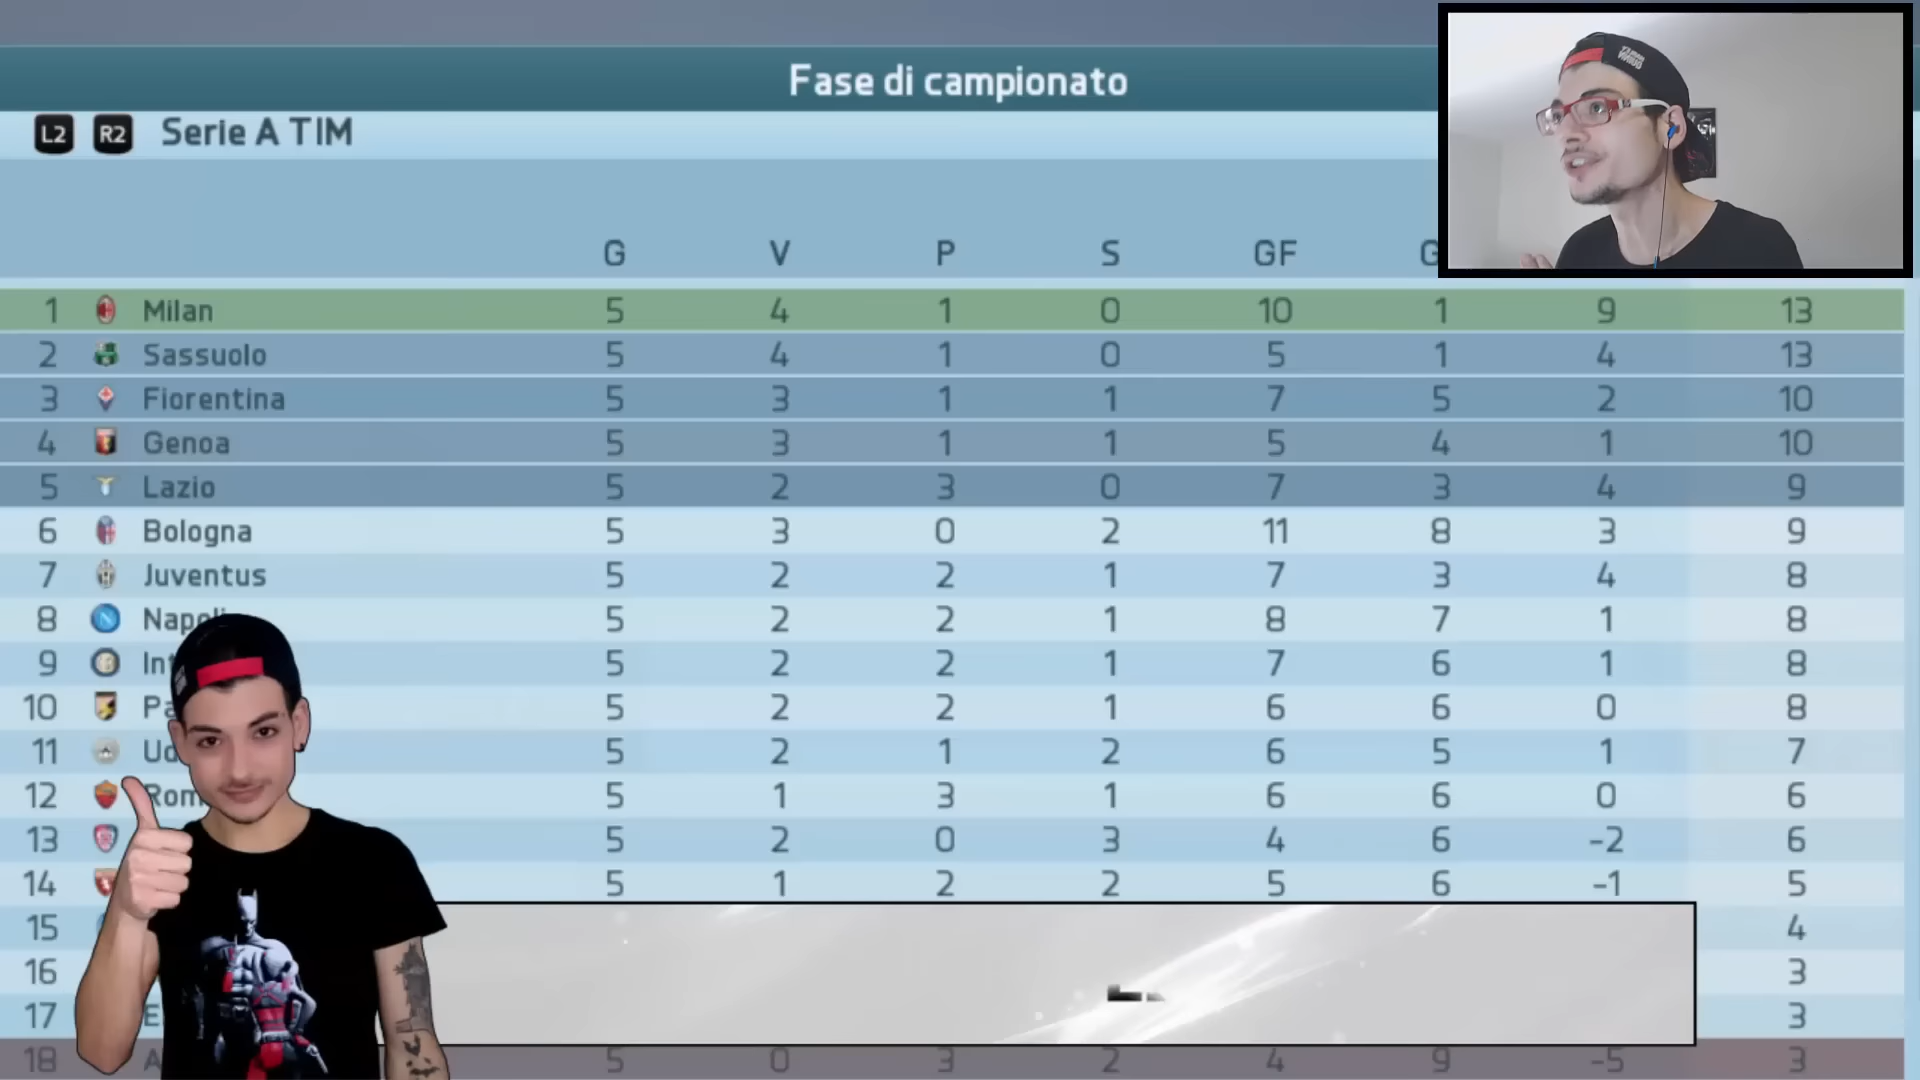 Fase di campionato
L2 R2 Serie A TIM
G V P S GF
1 Milan 5 4 1 0 10 1 9 13
2 Sassuolo 5 4 1 0 5 1 4 13
3 Fiorentina 5 3 1 1 7 5 2 10
4 Genoa 5 3 1 1 5 4 1 10
5 Lazio 5 2 3 0 7 3 4 9
6 Bologna 5 3 0 2 11 8 3 9
7 Juventus 5 2 2 1 7 3 4 8
8 Napoli 5 2 2 1 8 7 1 8
9 5 2 2 1 7 6 1 8
10 5 2 2 1 6 6 0 8
11 5 2 1 2 6 5 1 7
12 Rom 5 1 3 1 6 6 0 6
13 5 2 0 3 4 6 -2 6
14 5 1 2 2 5 6 -1 5
15 4
16 3
17 E 3
18 A 5 0 3 2 4 9 -5 3